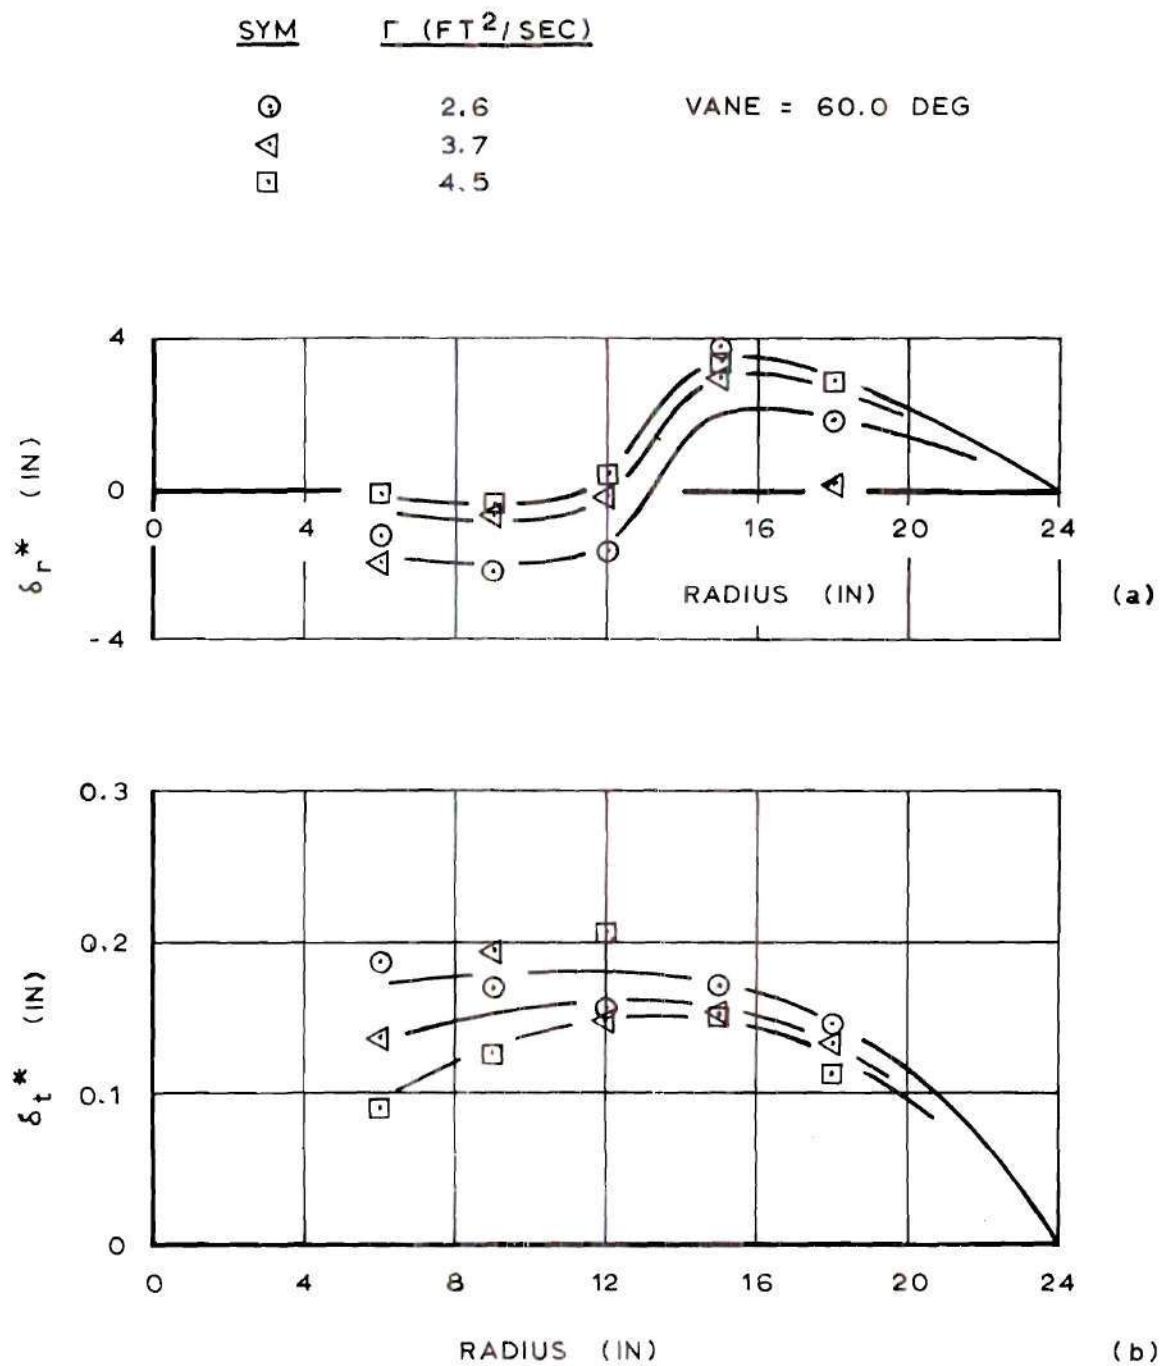 SYM Γ (FT²/SEC)
2.6 VANE = 60.0 DEG
3.7
4.5
4
0
-4
δr* (IN)
0 4 8 12 16 20 24
RADIUS (IN) (a)
0.3
0.2
0.1
0
δt* (IN)
0 4 8 12 16 20 24
RADIUS (IN) (b)